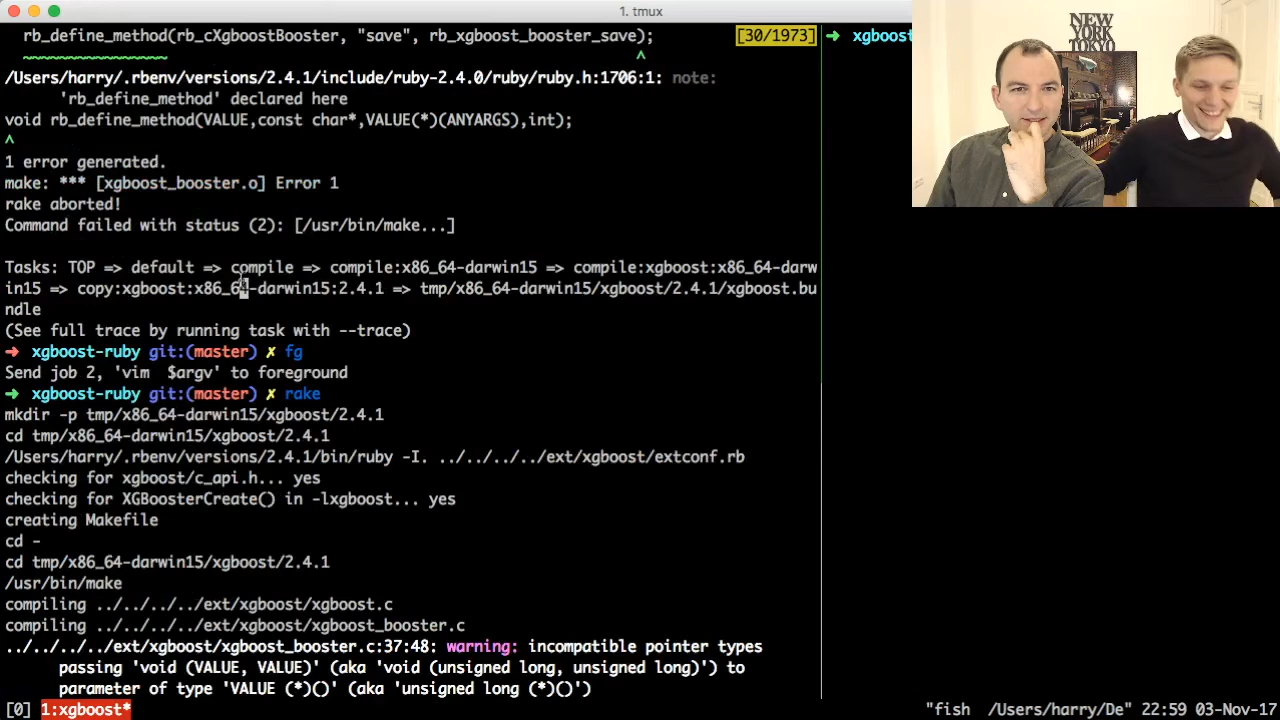 1. tmux
rb_define_method(rb_cXgboostBooster, "save", rb_xgboost_booster_save);
[30/1973]
~~~~~~~~~~~~~~~~ ^
/Users/harry/.rbenv/versions/2.4.1/include/ruby-2.4.0/ruby/ruby.h:1706:1: note:
'rb_define_method' declared here
void rb_define_method(VALUE,const char*,VALUE(*)(ANYARGS),int);
^
1 error generated.
make: *** [xgboost_booster.o] Error 1
rake aborted!
Command failed with status (2): [/usr/bin/make...]
Tasks: TOP => default => compile => compile:x86_64-darwin15 => compile:xgboost:x86_64-darw
in15 => copy:xgboost:x86_64-darwin15:2.4.1 => tmp/x86_64-darwin15/xgboost/2.4.1/xgboost.bu
ndle
(See full trace by running task with --trace)
➜ xgboost-ruby git:(master) ✗ fg
Send job 2, 'vim $argv' to foreground
➜ xgboost-ruby git:(master) ✗ rake
mkdir -p tmp/x86_64-darwin15/xgboost/2.4.1
cd tmp/x86_64-darwin15/xgboost/2.4.1
/Users/harry/.rbenv/versions/2.4.1/bin/ruby -I. ../../../../ext/xgboost/extconf.rb
checking for xgboost/c_api.h... yes
checking for XGBoosterCreate() in -lxgboost... yes
creating Makefile
cd -
cd tmp/x86_64-darwin15/xgboost/2.4.1
/usr/bin/make
compiling ../../../../ext/xgboost/xgboost.c
compiling ../../../../ext/xgboost/xgboost_booster.c
../../../../ext/xgboost/xgboost_booster.c:37:48: warning: incompatible pointer types
passing 'void (VALUE, VALUE)' (aka 'void (unsigned long, unsigned long)') to
parameter of type 'VALUE (*)()' (aka 'unsigned long (*)()')
➜ xgboost
NEW
YORK
TOKYO
[0] 1:xgboost*
"fish /Users/harry/De" 22:59 03-Nov-17